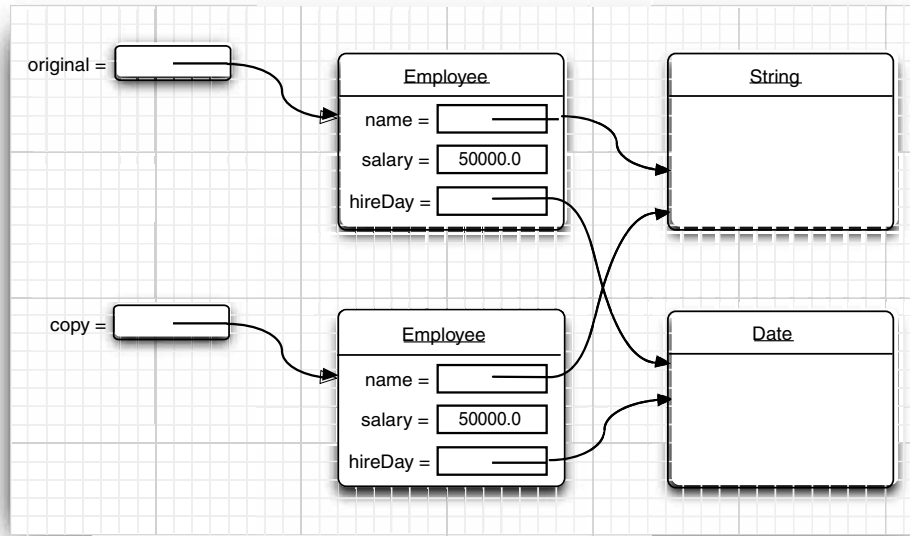 original =
Employee
name =
salary = 50000.0
hireDay =
String
copy =
Employee
name =
salary = 50000.0
hireDay =
Date